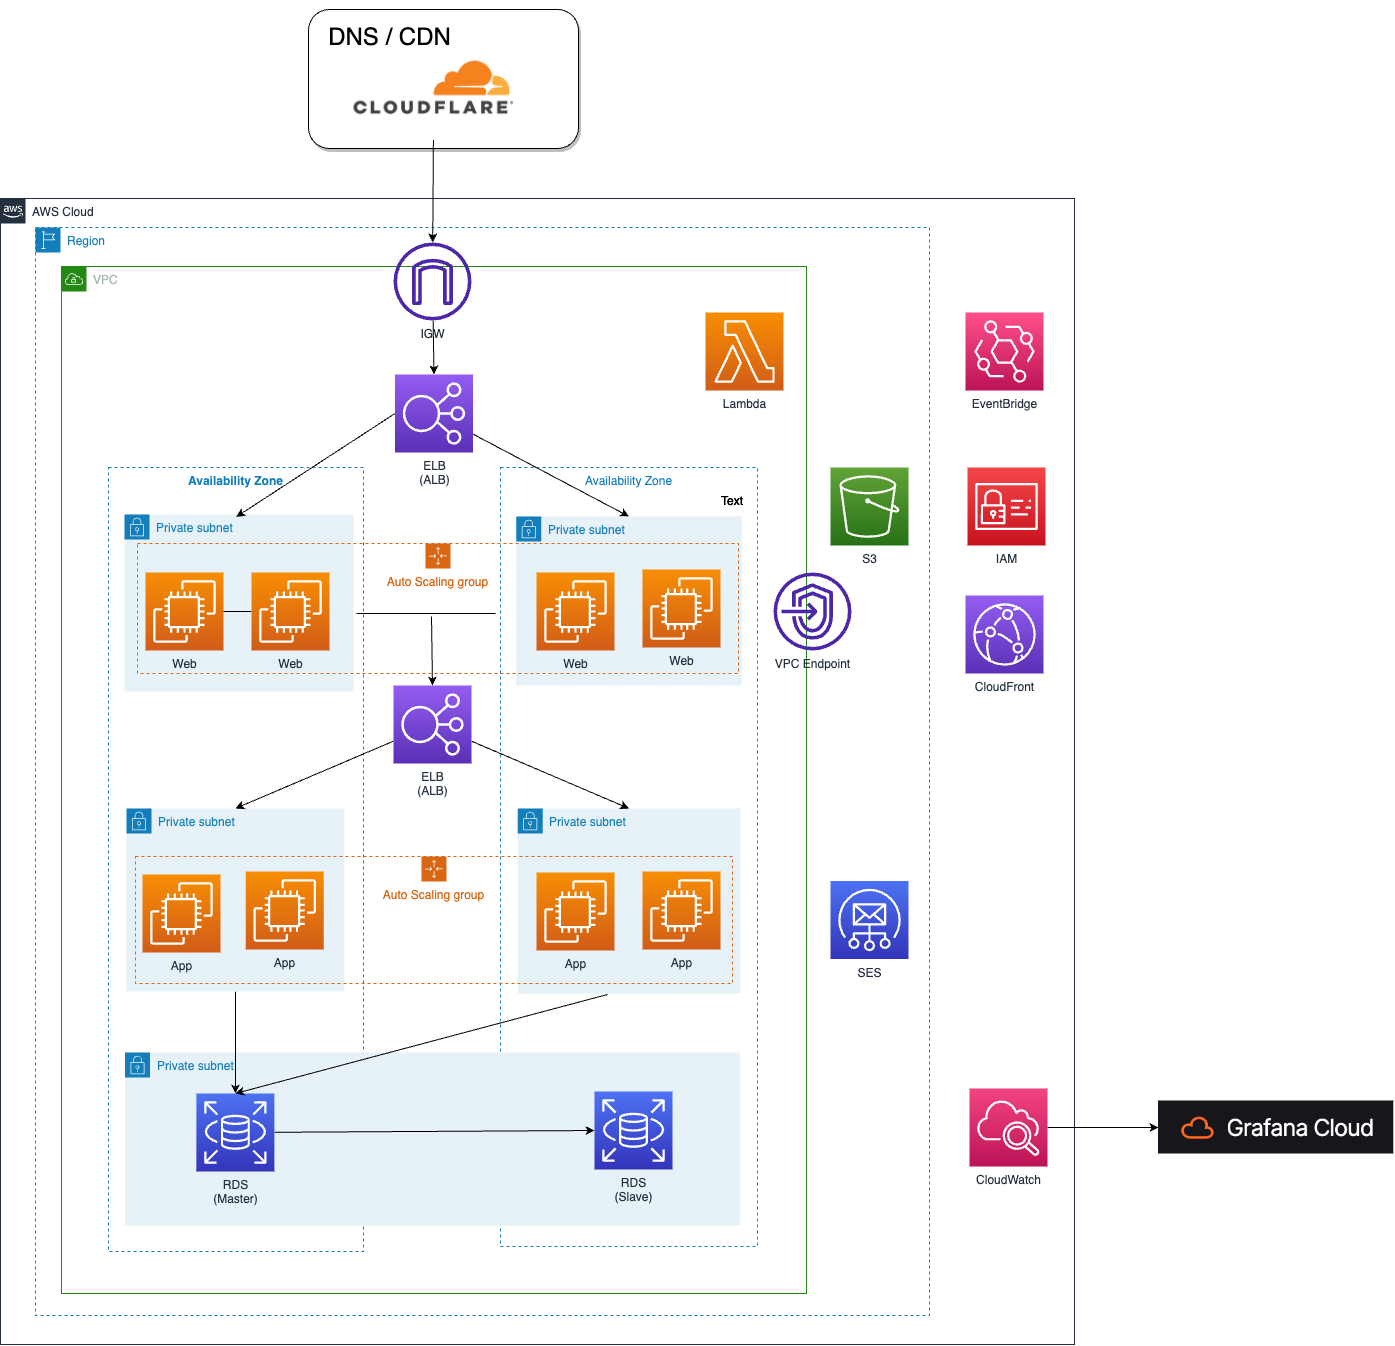 DNS / CDN
CLOUDFLARE
aws
AWS Cloud
Region
VPC
IGW
Lambda
EventBridge
ELB
(ALB)
Availability Zone
Availability Zone
Text
Private subnet
Private subnet
Auto Scaling group
Web
Web
Web
Web
S3
IAM
VPC Endpoint
CloudFront
ELB
(ALB)
Private subnet
Private subnet
Auto Scaling group
App
App
App
App
SES
Private subnet
RDS
(Master)
RDS
(Slave)
CloudWatch
Grafana Cloud